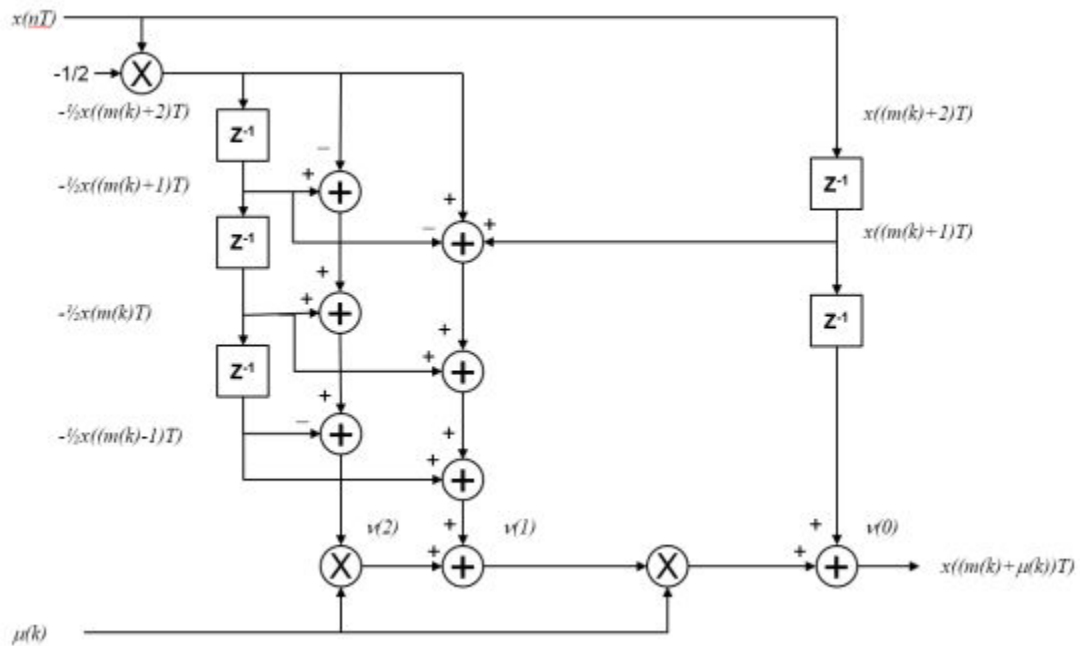 x(nT)
-1/2
X
-½x((m(k)+2)T)
x((m(k)+2)T)
Z-1
–
-½x((m(k)+1)T)
+
+
Z-1
+
+
–
+
x((m(k)+1)T)
Z-1
+
+
+
-½x(m(k)T)
Z-1
+
+
+
Z-1
+
–
+
-½x((m(k)-1)T)
+
+
+
v(2)
+
v(1)
+
v(0)
X
+
+
X
+
+
x((m(k)+μ(k))T)
μ(k)